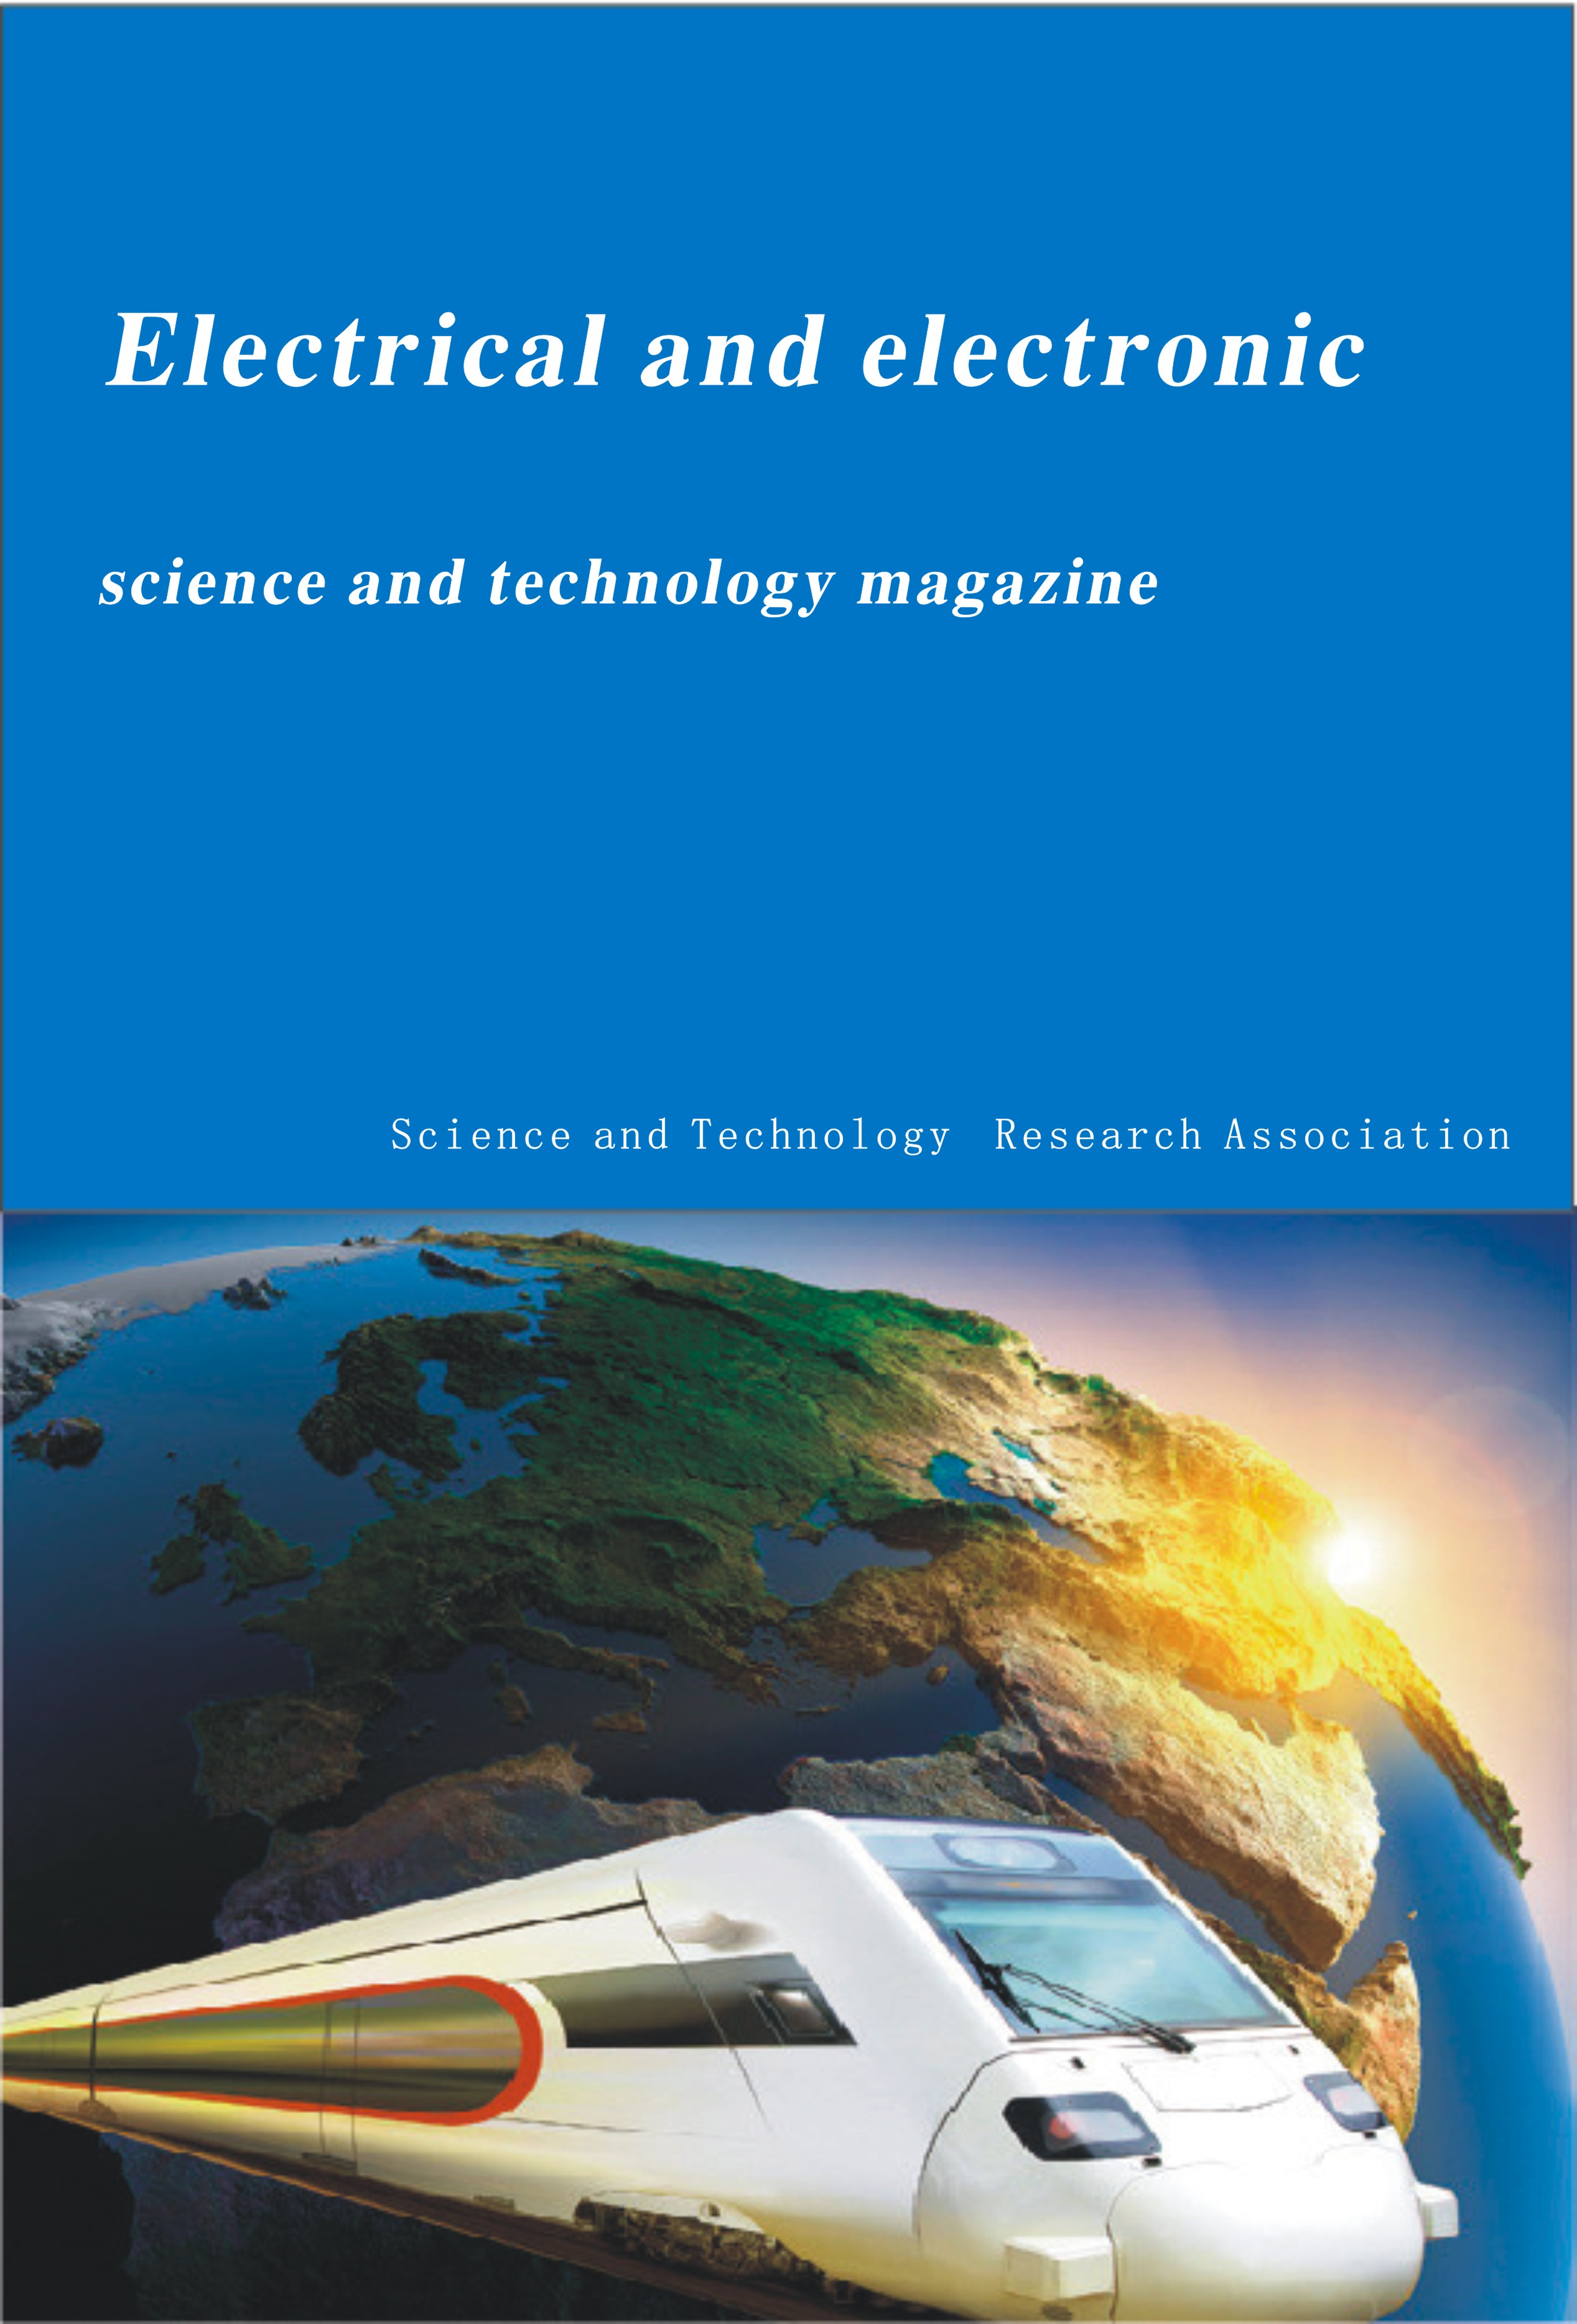 Electrical and electronic
science and technology magazine
Science and Technology Research Association